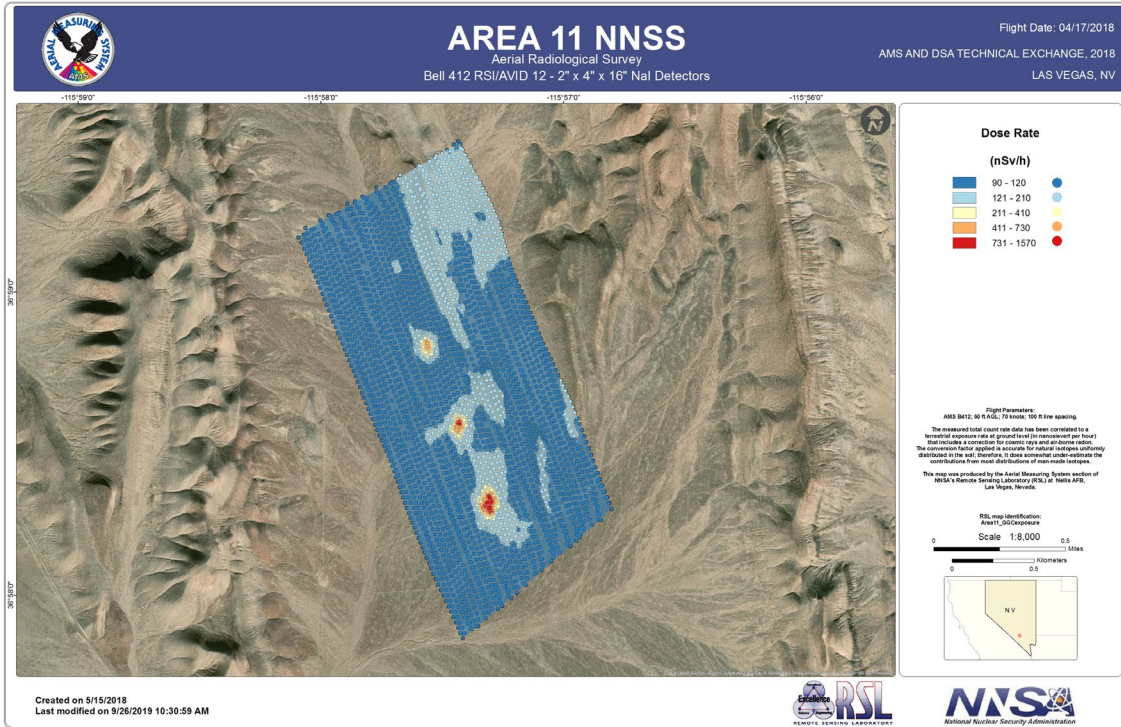 AERIAL MEASURING SYSTEM
AMS
AREA 11 NNSS
Aerial Radiological Survey
Bell 412 RSI/AVID 12 - 2" x 4" x 16" NaI Detectors
Flight Date: 04/17/2018
AMS AND DSA TECHNICAL EXCHANGE, 2018
LAS VEGAS, NV
-115°59'0"
-115°58'0"
-115°57'0"
-115°56'0"
36°59'0"
36°58'0"
N
Dose Rate
(nSv/h)
90 - 120
121 - 210
211 - 410
411 - 730
731 - 1570
Flight Parameters:
AMS B412; 50 ft AGL; 70 knots; 100 ft line spacing.
The measured total count rate data has been correlated to a
terrestrial exposure rate at ground level (in nanosievert per hour)
that includes a correction for cosmic rays and air-borne radon.
The conversion factor applied is accurate for natural isotopes uniformly
distributed in the soil; therefore, it does somewhat under-estimate the
contributions from most distributions of man-made isotopes.
This map was produced by the Aerial Measuring System section of
NNSA's Remote Sensing Laboratory (RSL) at Nellis AFB,
Las Vegas, Nevada.
RSL map identification:
Area11_GGCexposure
Scale 1:8,000
0 0.5
Miles
Kilometers
0 0.5
NV
Created on 5/15/2018
Last modified on 9/26/2019 10:30:59 AM
Excellence
RSL
REMOTE SENSING LABORATORY
NNSA
National Nuclear Security Administration